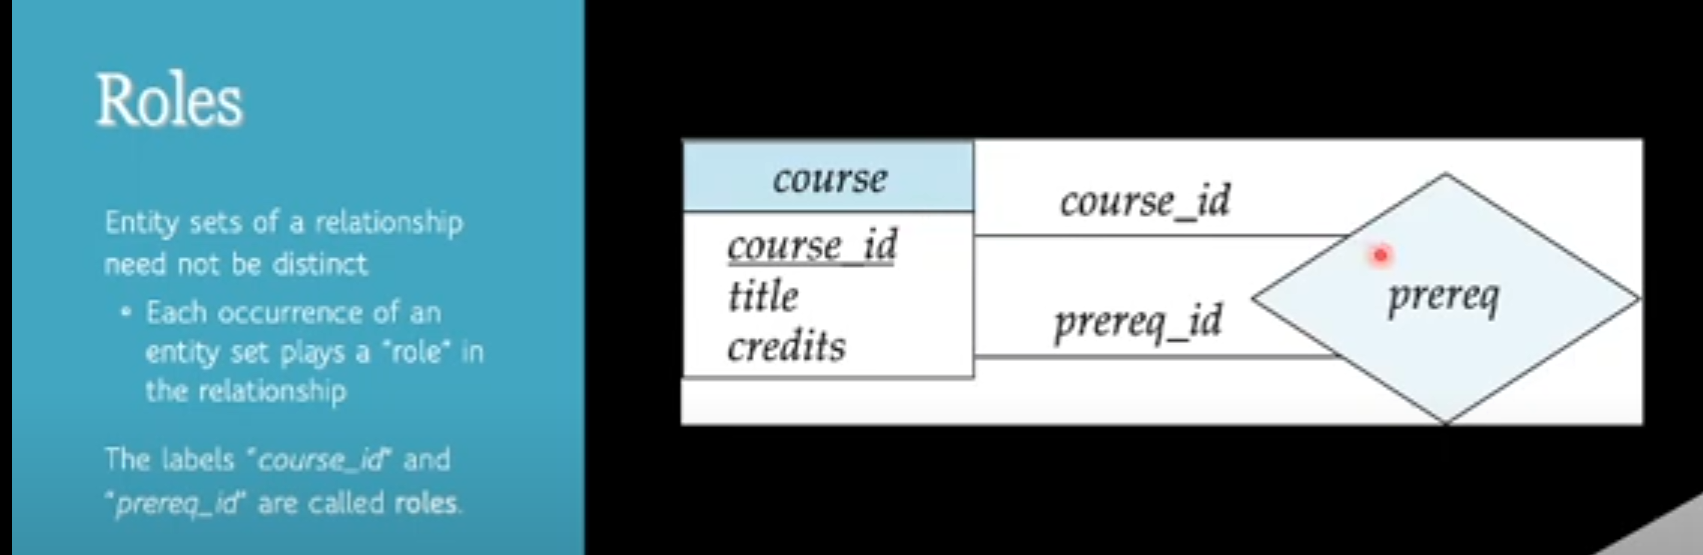 Roles
Entity sets of a relationship
need not be distinct
• Each occurrence of an
entity set plays a "role" in
the relationship
The labels "course_id" and
"prereq_id" are called roles.
course
course_id
title
credits
course_id
prereq_id
prereq